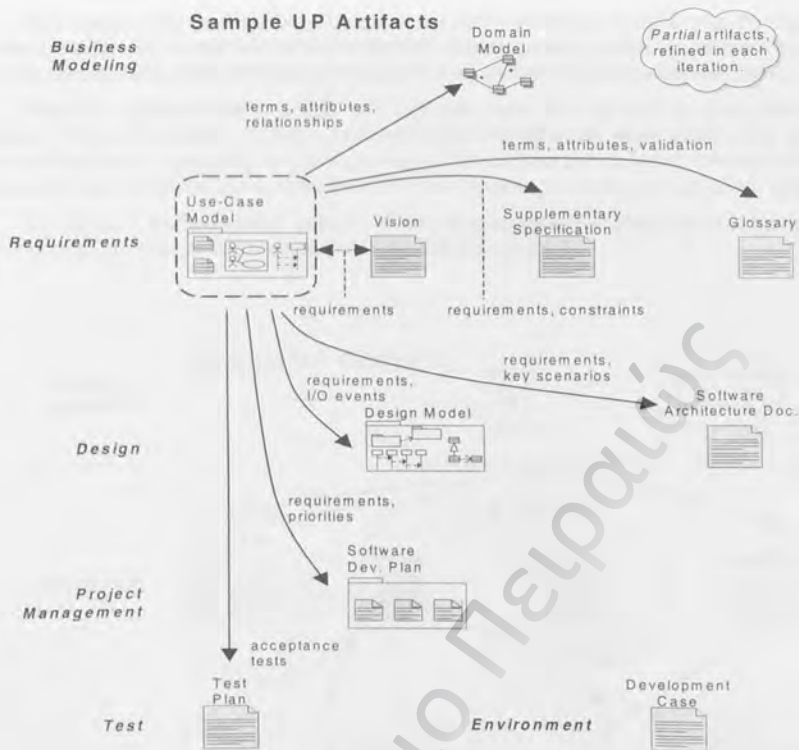 Sample UP Artifacts
Business
Modeling
Domain
Model
Partial artifacts,
refined in each
iteration.
terms, attributes,
relationships
terms, attributes, validation
Requirements
Use-Case
Model
Vision
Supplementary
Specification
Glossary
requirements
requirements, constraints
requirements,
key scenarios
requirements,
I/O events
Design
Design Model
Software
Architecture Doc.
requirements,
priorities
Project
Management
Software
Dev. Plan
acceptance
tests
Test
Test
Plan
Environment
Development
Case
Πειραιώς